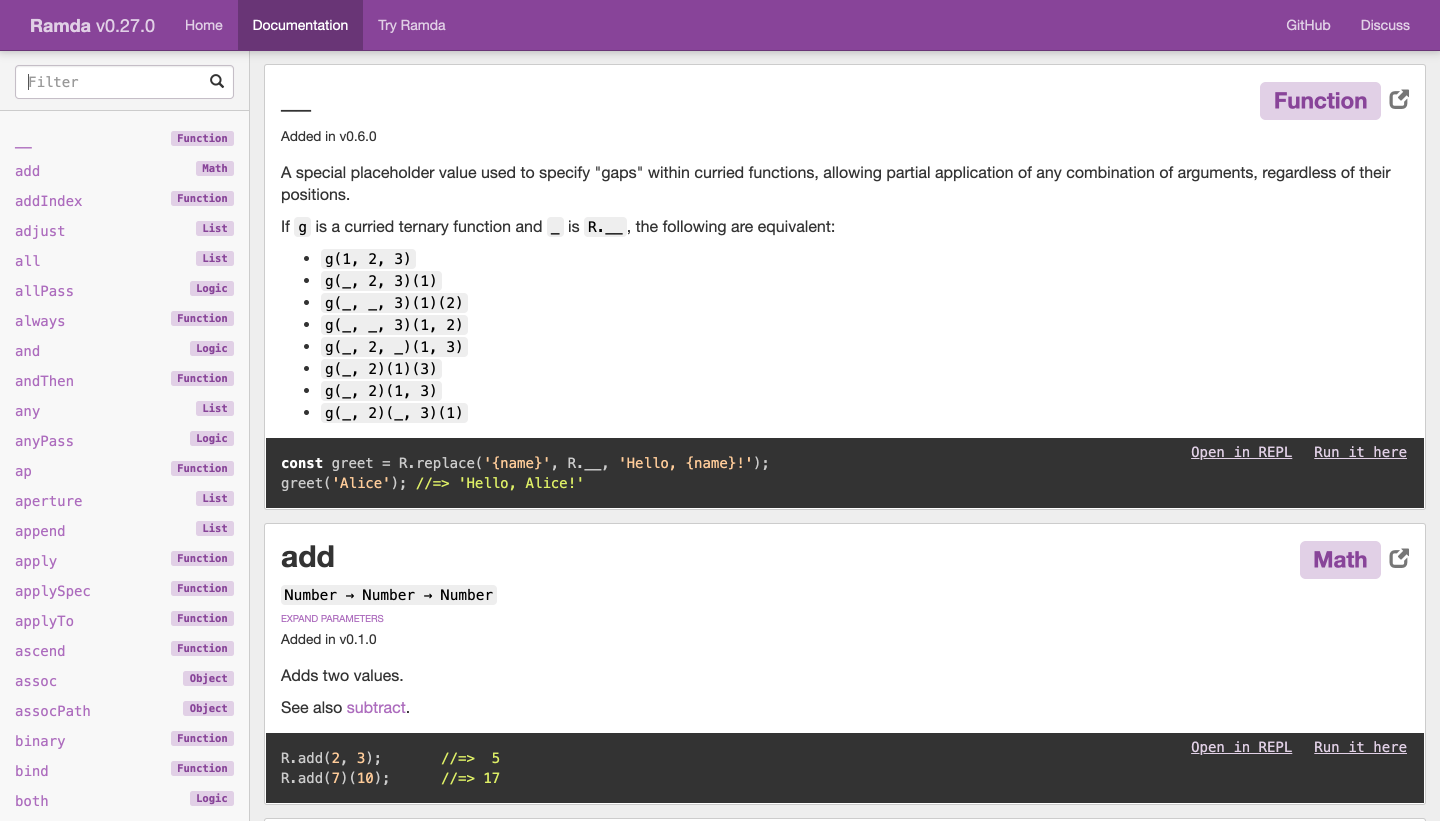 Ramda v0.27.0 Home Documentation Try Ramda GitHub Discuss
Filter
__ Function
add Math
addIndex Function
adjust List
all List
allPass Logic
always Function
and Logic
andThen Function
any List
anyPass Logic
ap Function
aperture List
append List
apply Function
applySpec Function
applyTo Function
ascend Function
assoc Object
assocPath Object
binary Function
bind Function
both Logic
__ Function
Added in v0.6.0
A special placeholder value used to specify "gaps" within curried functions, allowing partial application of any combination of arguments, regardless of their
positions.
If g is a curried ternary function and _ is R.__, the following are equivalent:
• g(1, 2, 3)
• g(_, 2, 3)(1)
• g(_, _, 3)(1)(2)
• g(_, _, 3)(1, 2)
• g(_, 2, _)(1, 3)
• g(_, 2)(1)(3)
• g(_, 2)(1, 3)
• g(_, 2)(_, 3)(1)
Open in REPL Run it here
const greet = R.replace('{name}', R.__, 'Hello, {name}!');
greet('Alice'); //=> 'Hello, Alice!'
add Math
Number → Number → Number
EXPAND PARAMETERS
Added in v0.1.0
Adds two values.
See also subtract.
Open in REPL Run it here
R.add(2, 3);       //=>  5
R.add(7)(10);      //=> 17